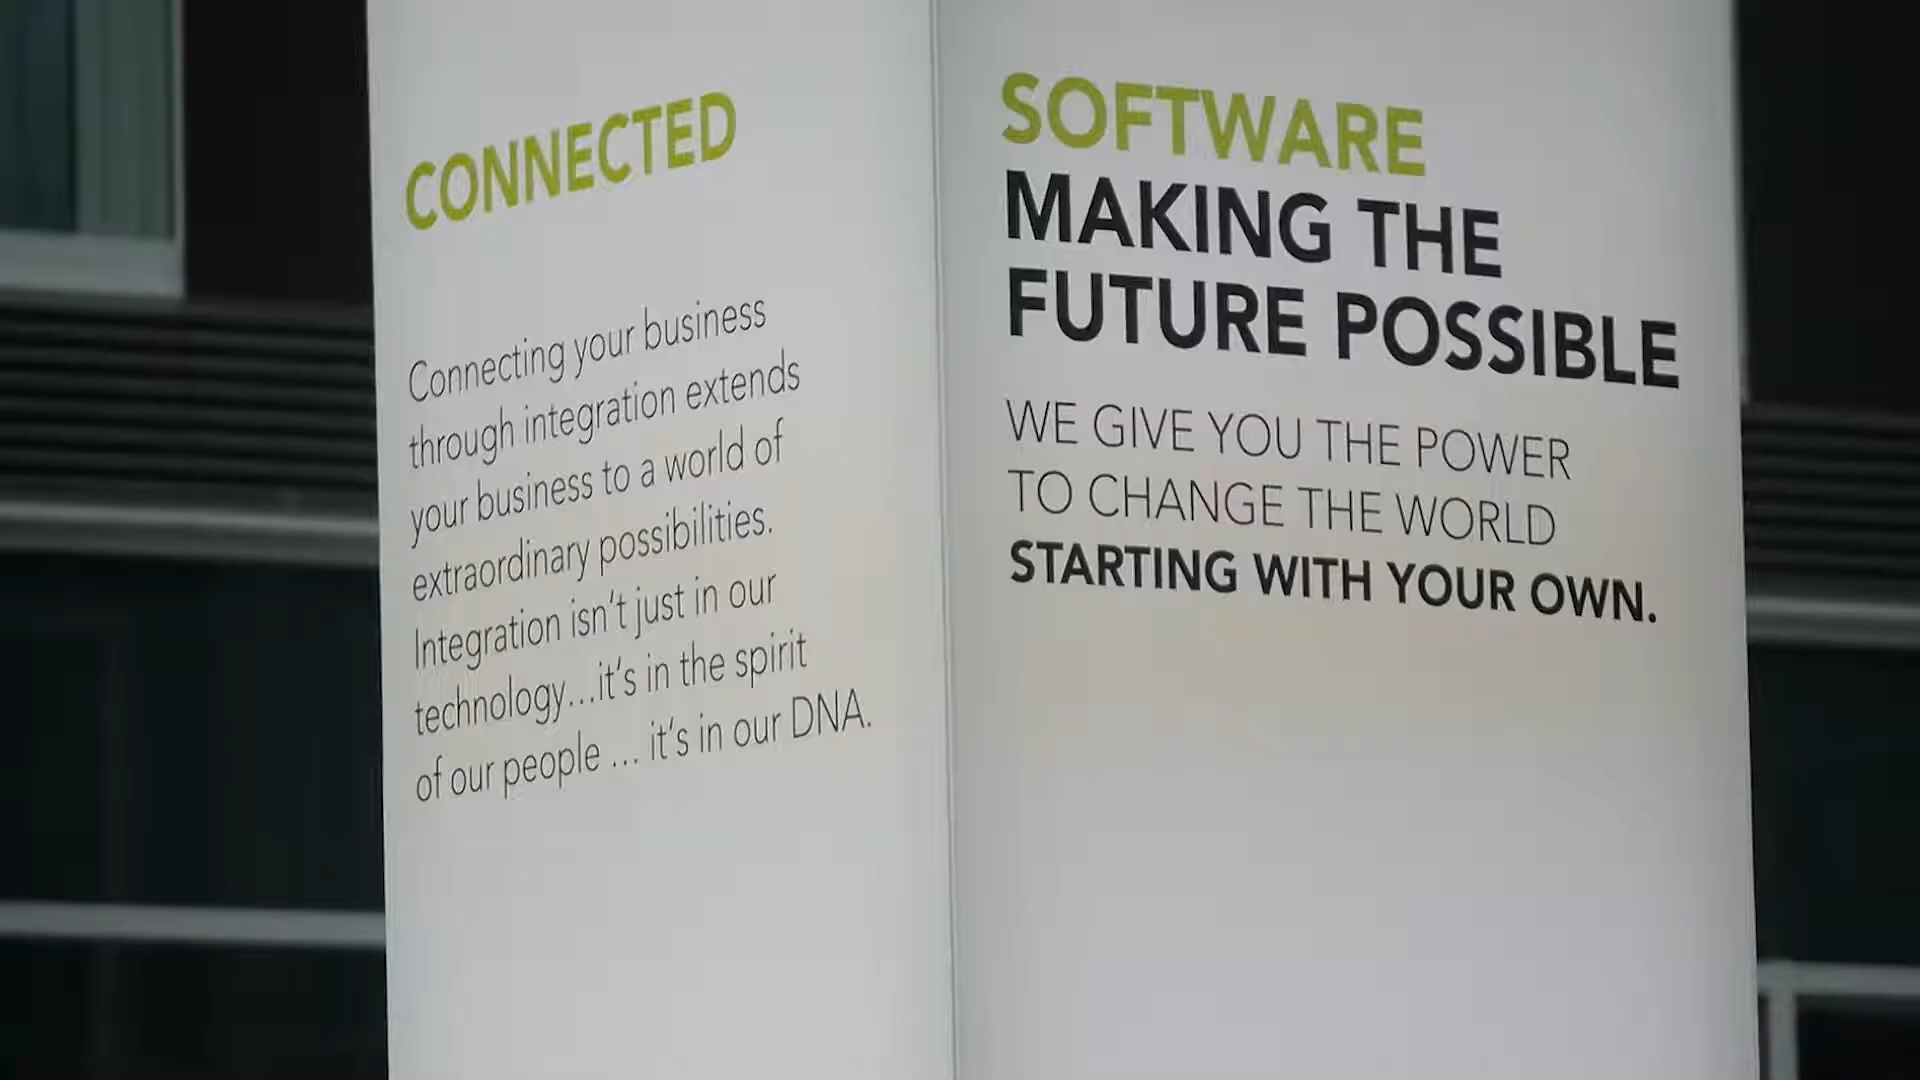 CONNECTED
Connecting your business
through integration extends
your business to a world of
extraordinary possibilities.
Integration isn't just in our
technology...it's in the spirit
of our people ... it's in our DNA.
SOFTWARE
MAKING THE
FUTURE POSSIBLE
WE GIVE YOU THE POWER
TO CHANGE THE WORLD
STARTING WITH YOUR OWN.